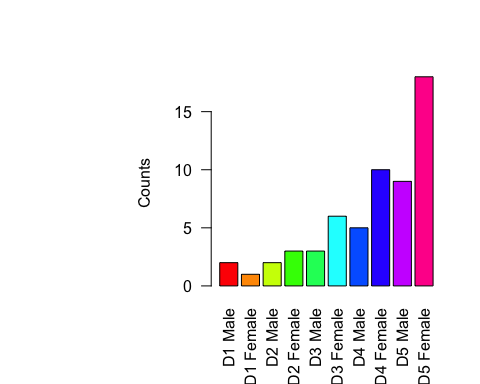 15
10
5
0
Counts
D1 Male
D1 Female
D2 Male
D2 Female
D3 Male
D3 Female
D4 Male
D4 Female
D5 Male
D5 Female